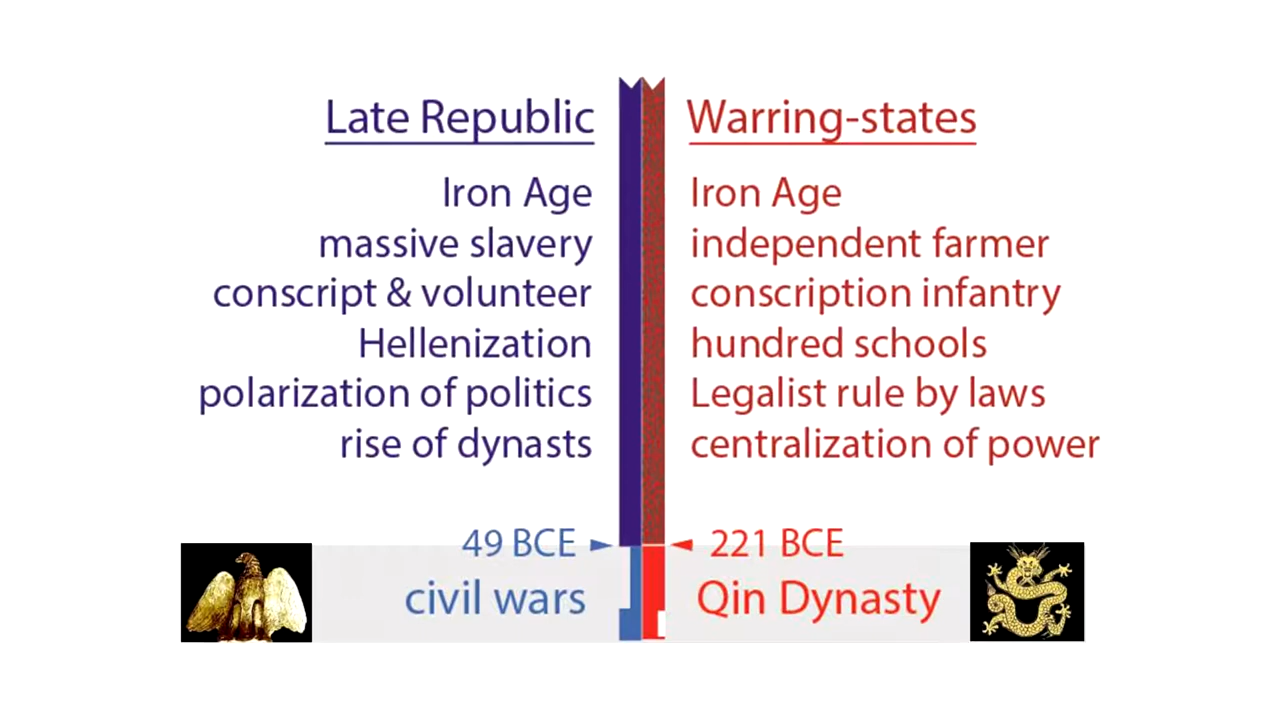 Late Republic
Iron Age
massive slavery
conscript & volunteer
Hellenization
polarization of politics
rise of dynasts
49 BCE
civil wars
Warring-states
Iron Age
independent farmer
conscription infantry
hundred schools
Legalist rule by laws
centralization of power
221 BCE
Qin Dynasty